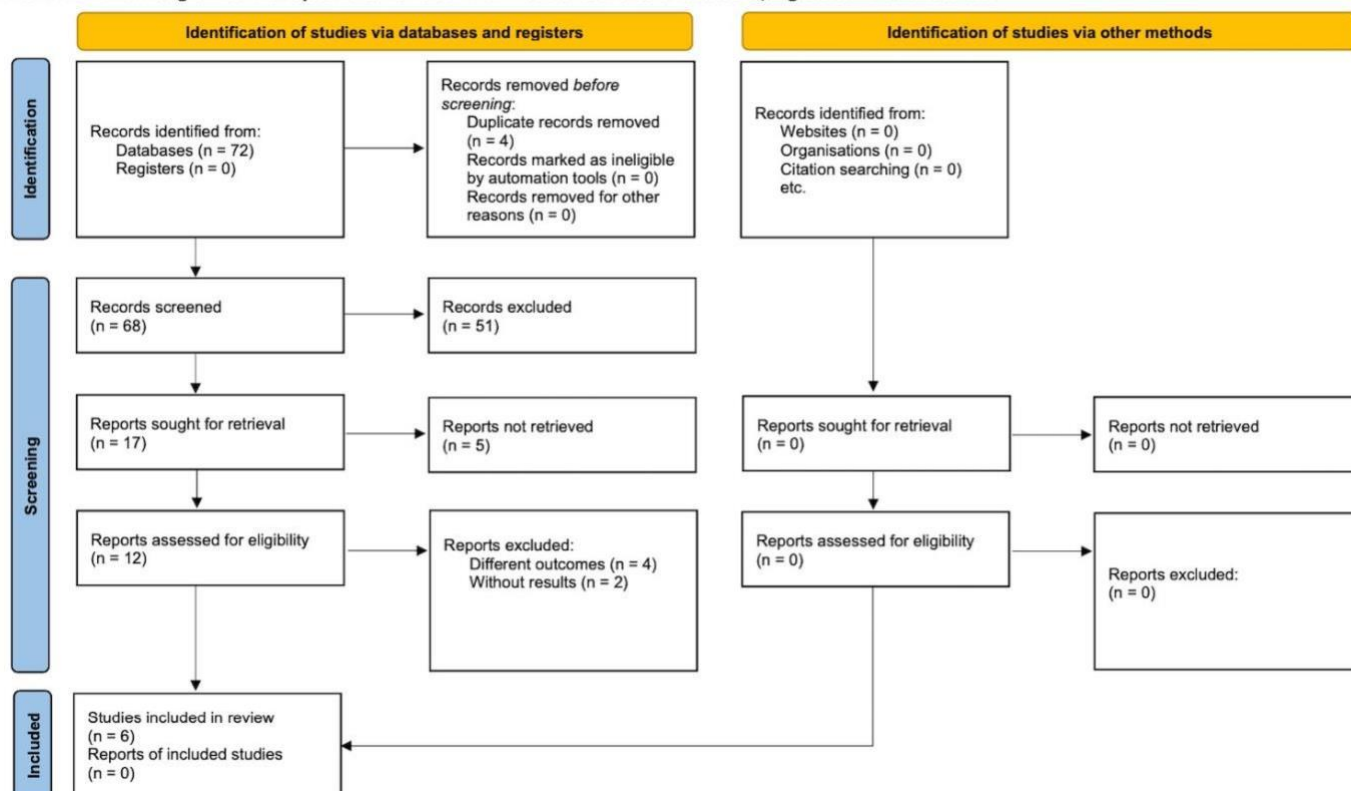 Identification of studies via databases and registers
Identification of studies via other methods
Identification
Records identified from:
Databases (n = 72)
Registers (n = 0)
Records removed before
screening:
Duplicate records removed
(n = 4)
Records marked as ineligible
by automation tools (n = 0)
Records removed for other
reasons (n = 0)
Records identified from:
Websites (n = 0)
Organisations (n = 0)
Citation searching (n = 0)
etc.
Screening
Records screened
(n = 68)
Records excluded
(n = 51)
Reports sought for retrieval
(n = 17)
Reports not retrieved
(n = 5)
Reports sought for retrieval
(n = 0)
Reports not retrieved
(n = 0)
Reports assessed for eligibility
(n = 12)
Reports excluded:
Different outcomes (n = 4)
Without results (n = 2)
Reports assessed for eligibility
(n = 0)
Reports excluded:
(n = 0)
Included
Studies included in review
(n = 6)
Reports of included studies
(n = 0)